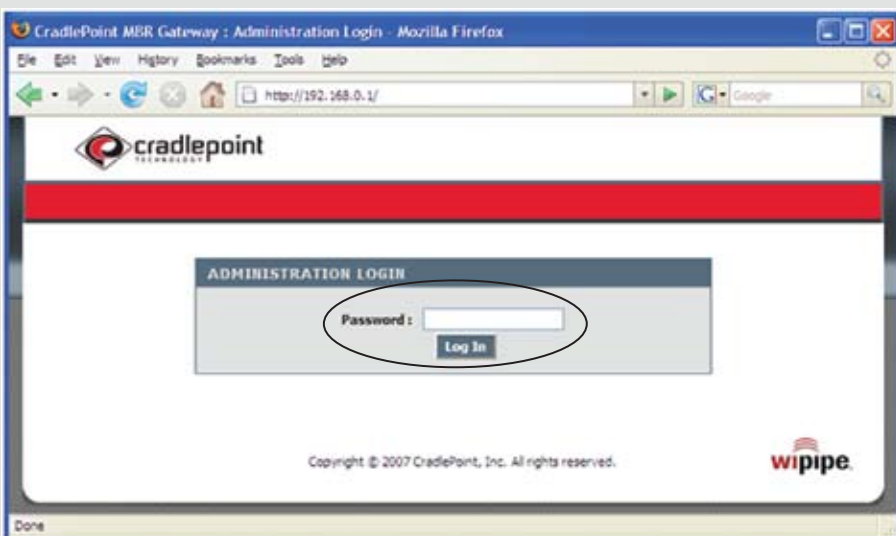 CradlePoint MBR Gateway : Administration Login - Mozilla Firefox
File Edit View History Bookmarks Tools Help
http://192.168.0.1/
G Google
cradlepoint
TECHNOLOGY
ADMINISTRATION LOGIN
Password :
Log In
Copyright © 2007 CradlePoint, Inc. All rights reserved.
wipipe
Done